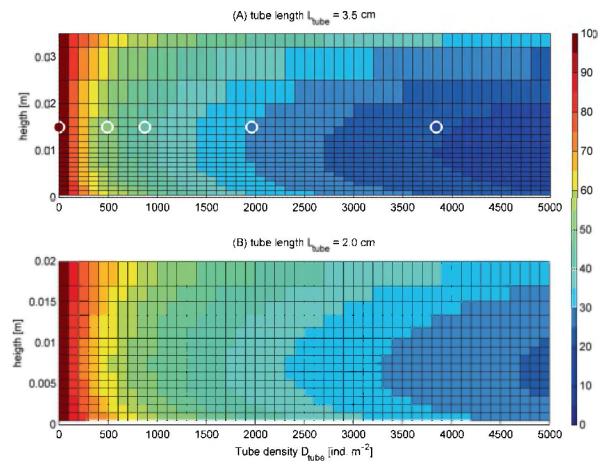 (A) tube length Ltube = 3.5 cm
heigth [m]
0.03
0.02
0.01
0
0 500 1000 1500 2000 2500 3000 3500 4000 4500 5000
(B) tube length Ltube = 2.0 cm
heigth [m]
0.02
0.015
0.01
0.005
0
0 500 1000 1500 2000 2500 3000 3500 4000 4500 5000
Tube density Dtube [ind. m-2]
100
90
80
70
60
50
40
30
20
10
0